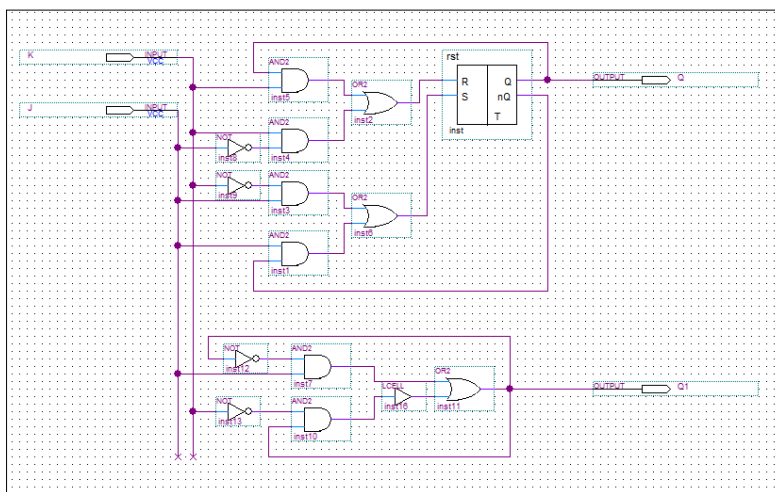 K
INPUT
VCC
J
INPUT
VCC
AND2
inst5
OR2
inst2
AND2
NOT
inst8
inst4
NOT
inst9
AND2
inst3
OR2
inst6
AND2
inst1
rst
R
Q
S
nQ
T
inst
OUTPUT
Q
NOT
inst12
AND2
inst7
LCELL
inst16
OR2
inst11
NOT
inst13
AND2
inst10
OUTPUT
Q1